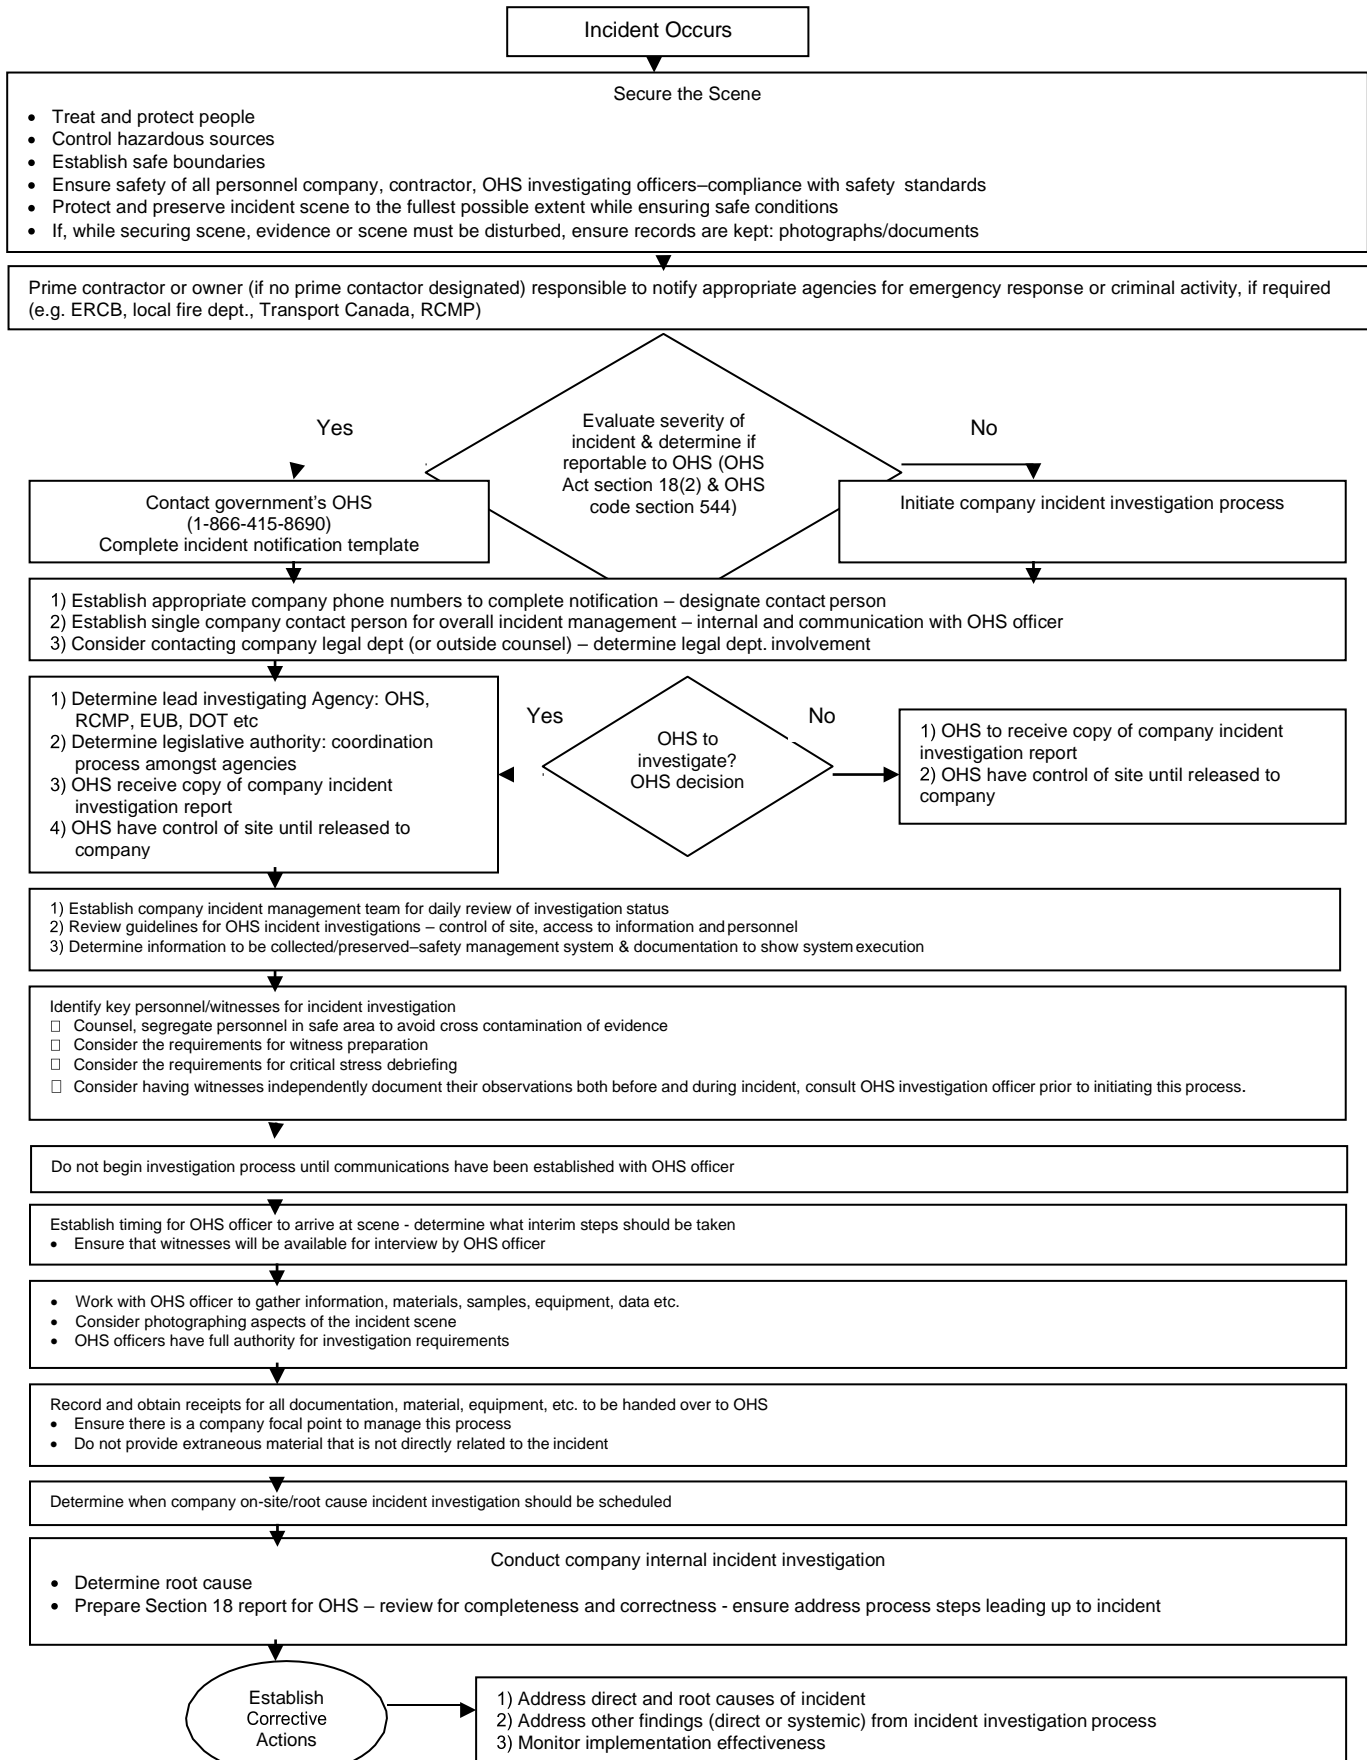 Incident Occurs
Secure the Scene
• Treat and protect people
• Control hazardous sources
• Establish safe boundaries
• Ensure safety of all personnel company, contractor, OHS investigating officers–compliance with safety standards
• Protect and preserve incident scene to the fullest possible extent while ensuring safe conditions
• If, while securing scene, evidence or scene must be disturbed, ensure records are kept: photographs/documents
Prime contractor or owner (if no prime contactor designated) responsible to notify appropriate agencies for emergency response or criminal activity, if required
(e.g. ERCB, local fire dept., Transport Canada, RCMP)
Yes
Evaluate severity of
incident & determine if
reportable to OHS (OHS
Act section 18(2) & OHS
code section 544)
No
Contact government's OHS
(1-866-415-8690)
Complete incident notification template
Initiate company incident investigation process
1) Establish appropriate company phone numbers to complete notification – designate contact person
2) Establish single company contact person for overall incident management – internal and communication with OHS officer
3) Consider contacting company legal dept (or outside counsel) – determine legal dept. involvement
1) Determine lead investigating Agency: OHS,
RCMP, EUB, DOT etc
2) Determine legislative authority: coordination
process amongst agencies
3) OHS receive copy of company incident
investigation report
4) OHS have control of site until released to
company
Yes
OHS to
investigate?
OHS decision
No
1) OHS to receive copy of company incident
investigation report
2) OHS have control of site until released to
company
1) Establish company incident management team for daily review of investigation status
2) Review guidelines for OHS incident investigations – control of site, access to information and personnel
3) Determine information to be collected/preserved–safety management system & documentation to show system execution
Identify key personnel/witnesses for incident investigation
Counsel, segregate personnel in safe area to avoid cross contamination of evidence
Consider the requirements for witness preparation
Consider the requirements for critical stress debriefing
Consider having witnesses independently document their observations both before and during incident, consult OHS investigation officer prior to initiating this process.
Do not begin investigation process until communications have been established with OHS officer
Establish timing for OHS officer to arrive at scene - determine what interim steps should be taken
• Ensure that witnesses will be available for interview by OHS officer
• Work with OHS officer to gather information, materials, samples, equipment, data etc.
• Consider photographing aspects of the incident scene
• OHS officers have full authority for investigation requirements
Record and obtain receipts for all documentation, material, equipment, etc. to be handed over to OHS
• Ensure there is a company focal point to manage this process
• Do not provide extraneous material that is not directly related to the incident
Determine when company on-site/root cause incident investigation should be scheduled
Conduct company internal incident investigation
• Determine root cause
• Prepare Section 18 report for OHS – review for completeness and correctness - ensure address process steps leading up to incident
Establish
Corrective
Actions
1) Address direct and root causes of incident
2) Address other findings (direct or systemic) from incident investigation process
3) Monitor implementation effectiveness